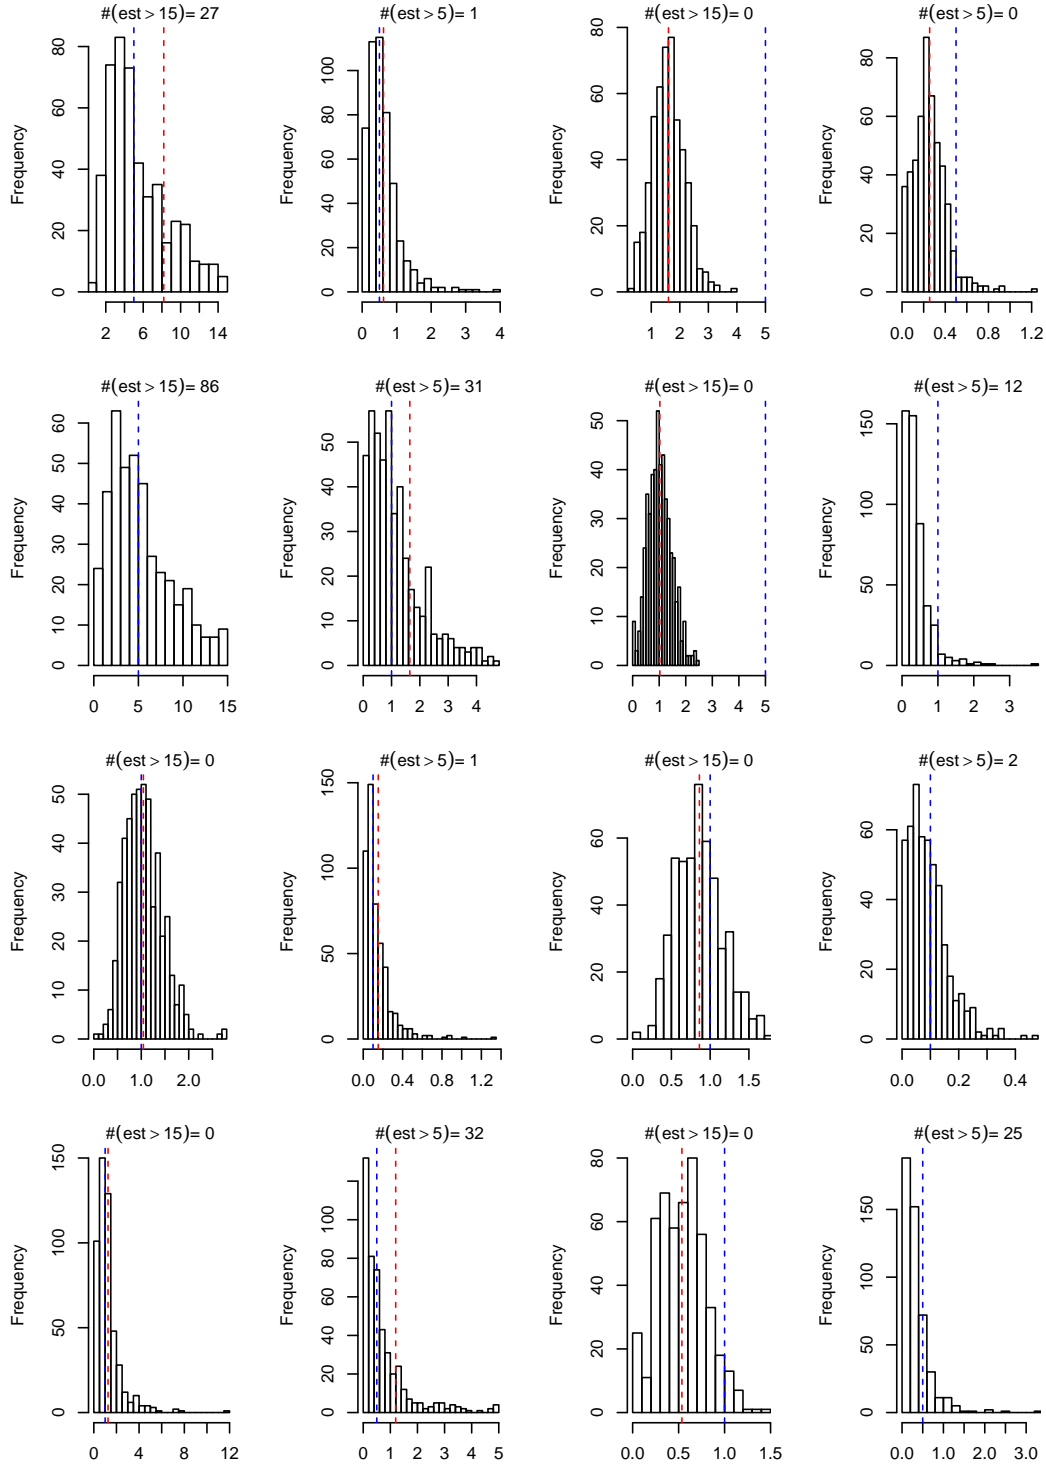 #(est > 15)= 27
#(est > 5)= 1
#(est > 15)= 0
#(est > 5)= 0
Frequency
0 20 40 60 80
2 6 10 14
Frequency
0 20 40 60 80 100
0 1 2 3 4
Frequency
0 20 40 60 80
1 2 3 4 5
Frequency
0 20 40 60 80
0.0 0.4 0.8 1.2
#(est > 15)= 86
#(est > 5)= 31
#(est > 15)= 0
#(est > 5)= 12
Frequency
0 10 20 30 40 50 60
0 5 10 15
Frequency
0 10 20 30 40 50
0 1 2 3 4
Frequency
0 10 20 30 40 50
0 1 2 3 4 5
Frequency
0 50 100 150
0 1 2 3
#(est > 15)= 0
#(est > 5)= 1
#(est > 15)= 0
#(est > 5)= 2
Frequency
0 10 20 30 40 50
0.0 1.0 2.0
Frequency
0 50 100 150
0.0 0.4 0.8 1.2
Frequency
0 20 40 60
0.0 0.5 1.0 1.5
Frequency
0 20 40 60
0.0 0.2 0.4
#(est > 15)= 0
#(est > 5)= 32
#(est > 15)= 0
#(est > 5)= 25
Frequency
0 50 100 150
0 4 8 12
Frequency
0 20 40 60 80 100
0 1 2 3 4 5
Frequency
0 20 40 60 80
0.0 0.5 1.0 1.5
Frequency
0 50 100 150
0.0 1.0 2.0 3.0